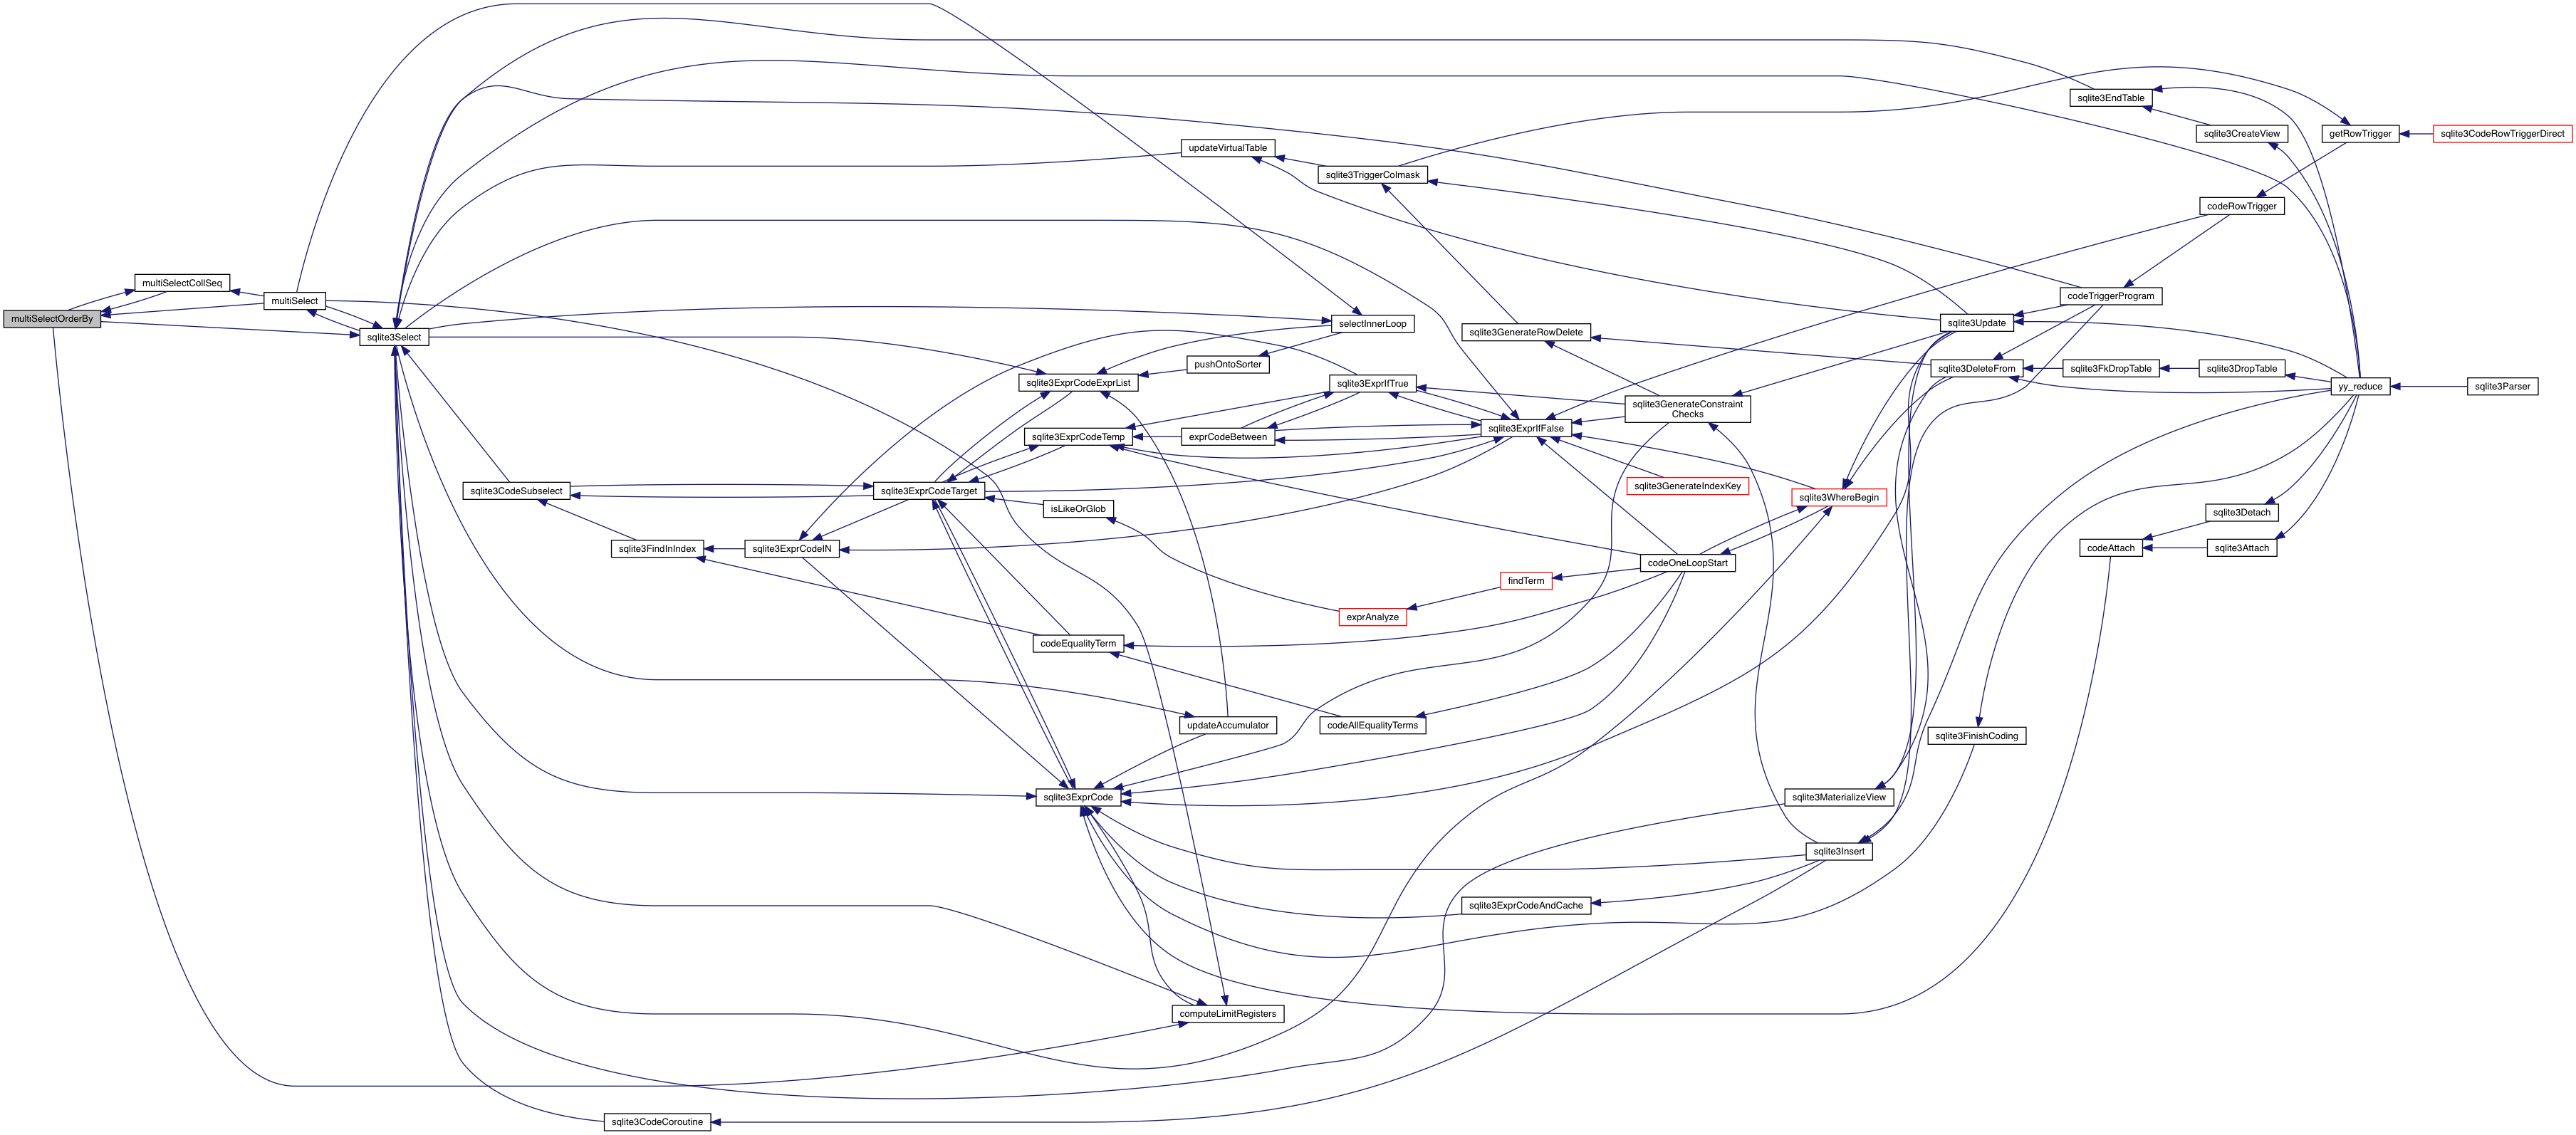 sqlite3EndTable
sqlite3CreateView
getRowTrigger
sqlite3CodeRowTriggerDirect
updateVirtualTable
sqlite3TriggerColmask
codeRowTrigger
multiSelectCollSeq
multiSelect
codeTriggerProgram
multiSelectOrderBy
selectInnerLoop
sqlite3Update
sqlite3GenerateRowDelete
sqlite3Select
pushOntoSorter
sqlite3DeleteFrom
sqlite3FkDropTable
sqlite3DropTable
sqlite3ExprCodeExprList
sqlite3ExprIfTrue
yy_reduce
sqlite3Parser
sqlite3GenerateConstraint
Checks
sqlite3ExprIfFalse
sqlite3ExprCodeTemp
exprCodeBetween
sqlite3GenerateIndexKey
sqlite3CodeSubselect
sqlite3ExprCodeTarget
sqlite3WhereBegin
isLikeOrGlob
sqlite3Detach
sqlite3FindInIndex
sqlite3ExprCodeIN
codeAttach
sqlite3Attach
codeOneLoopStart
findTerm
exprAnalyze
codeEqualityTerm
updateAccumulator
codeAllEqualityTerms
sqlite3FinishCoding
sqlite3ExprCode
sqlite3MaterializeView
sqlite3Insert
sqlite3ExprCodeAndCache
computeLimitRegisters
sqlite3CodeCoroutine